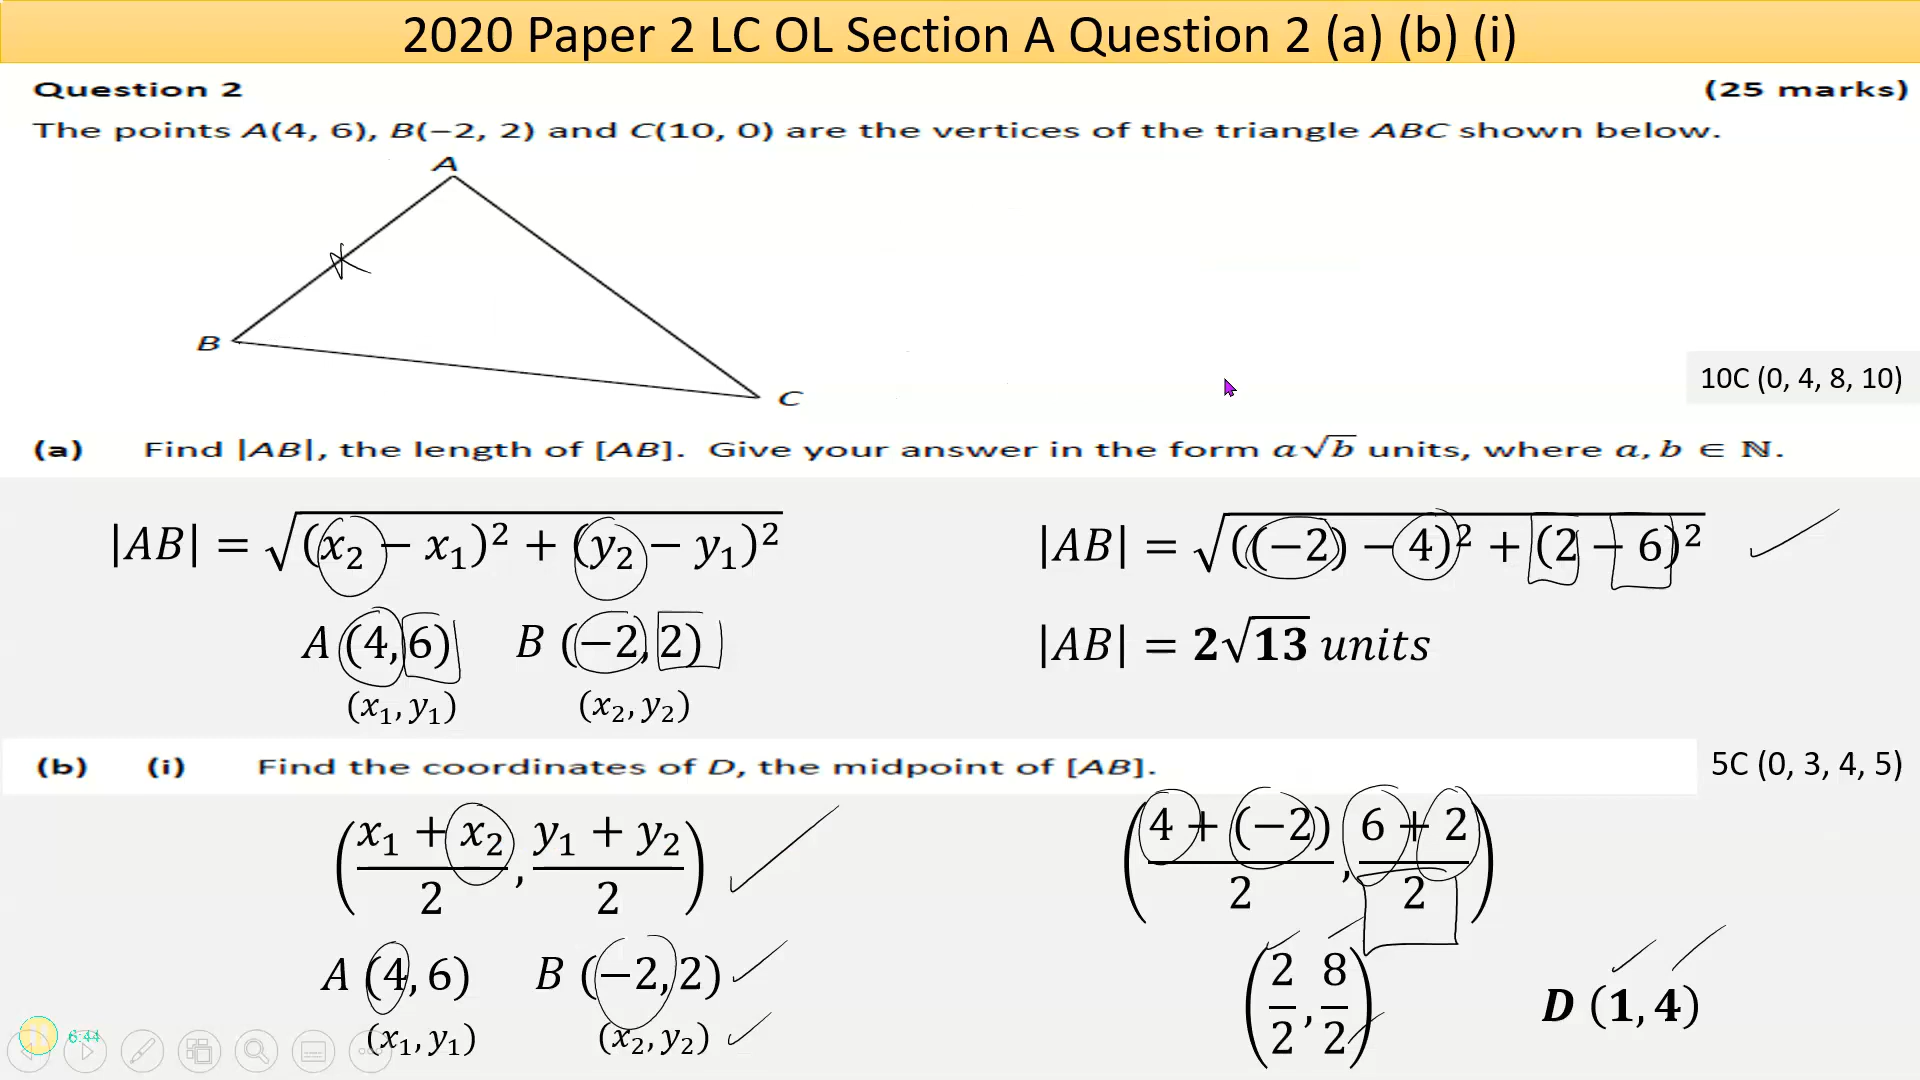 2020 Paper 2 LC OL Section A Question 2 (a) (b) (i)
Question 2 (25 marks)
The points A(4, 6), B(−2, 2) and C(10, 0) are the vertices of the triangle ABC shown below.
A
B
C
10C (0, 4, 8, 10)
(a) Find |AB|, the length of [AB]. Give your answer in the form a√b units, where a, b ∈ ℕ.
|AB| = √((x₂ − x₁)² + (y₂ − y₁)²)
|AB| = √(((−2) − 4)² + (2 − 6)²)
A (4, 6) B (−2, 2)
(x₁, y₁) (x₂, y₂)
|AB| = 2√13 units
(b) (i) Find the coordinates of D, the midpoint of [AB].
5C (0, 3, 4, 5)
((x₁ + x₂)/2, (y₁ + y₂)/2)
((4 + (−2))/2, (6 + 2)/2)
A (4, 6) B (−2, 2)
(x₁, y₁) (x₂, y₂)
(2/2, 8/2)
D (1, 4)
6:44